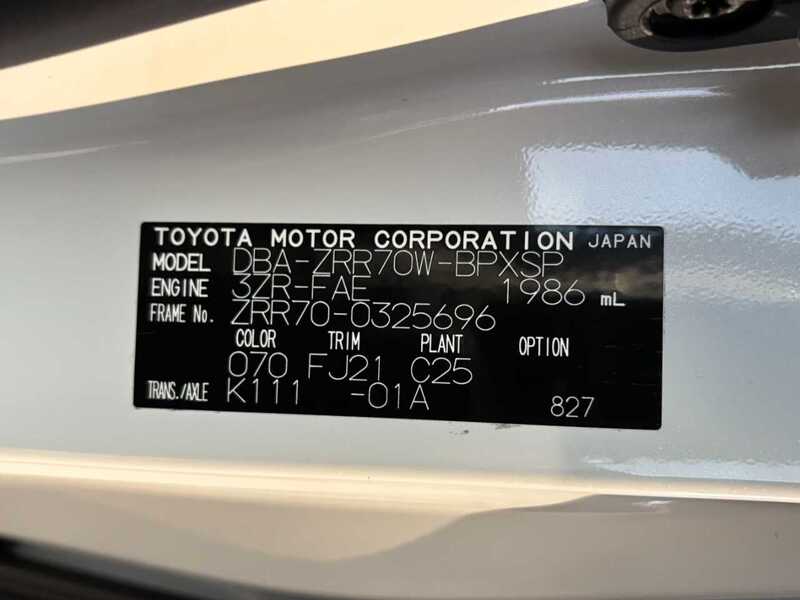 TOYOTA MOTOR CORPORATION JAPAN
MODEL DBA-ZRR70W-BPXSP
ENGINE 3ZR-FAE 1986 mL
FRAME No. ZRR70-0325696
COLOR TRIM PLANT OPTION
070 FJ21 C25
TRANS./AXLE K111 -01A 827